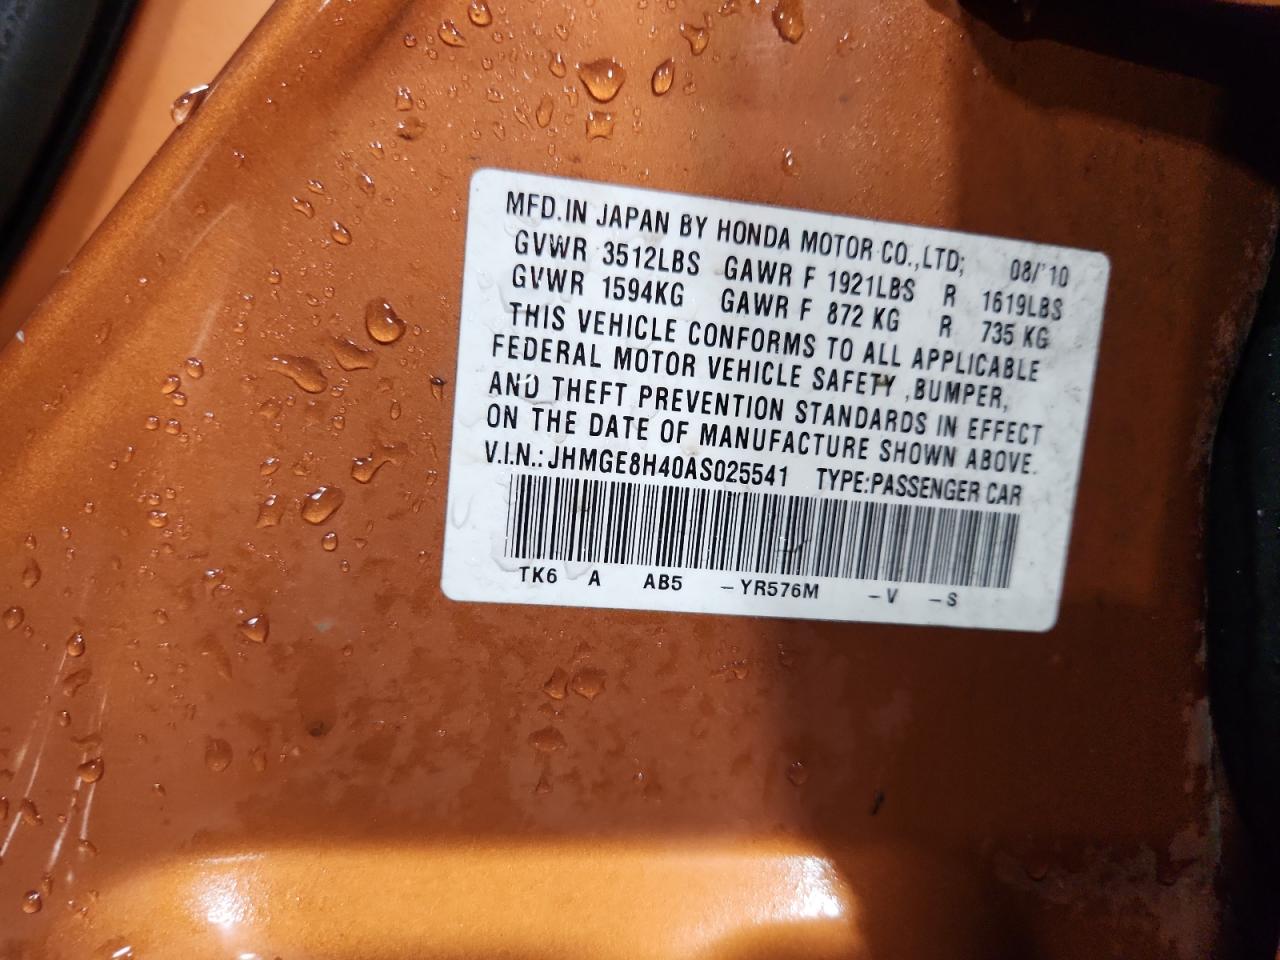 MFD.IN JAPAN BY HONDA MOTOR CO.,LTD; 08/'10
GVWR 3512LBS GAWR F 1921LBS R 1619LBS
GVWR 1594KG GAWR F 872 KG R 735 KG
THIS VEHICLE CONFORMS TO ALL APPLICABLE
FEDERAL MOTOR VEHICLE SAFETY ,BUMPER,
AND THEFT PREVENTION STANDARDS IN EFFECT
ON THE DATE OF MANUFACTURE SHOWN ABOVE.
V.I.N.: JHMGE8H40AS025541 TYPE:PASSENGER CAR
TK6 A AB5 -YR576M -V -S